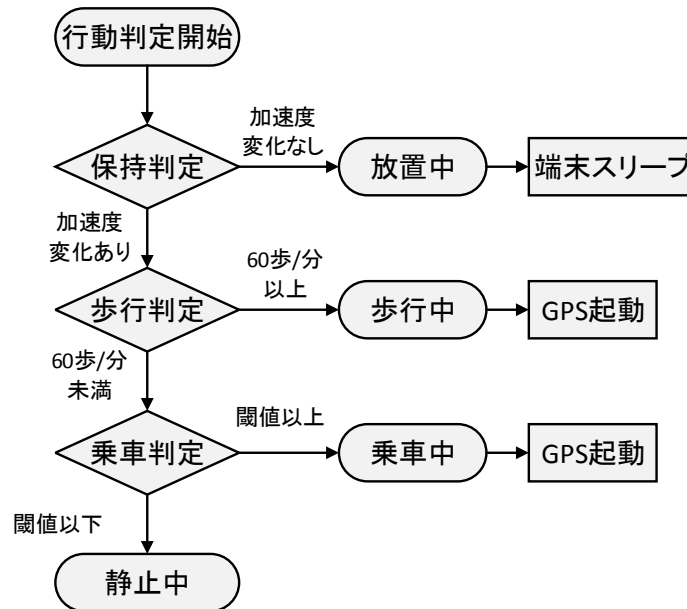 行動判定開始
加速度
変化なし
保持判定
放置中
端末スリープ
加速度
変化あり
60歩/分
以上
歩行判定
歩行中
GPS起動
60歩/分
未満
閾値以上
乗車判定
乗車中
GPS起動
閾値以下
静止中